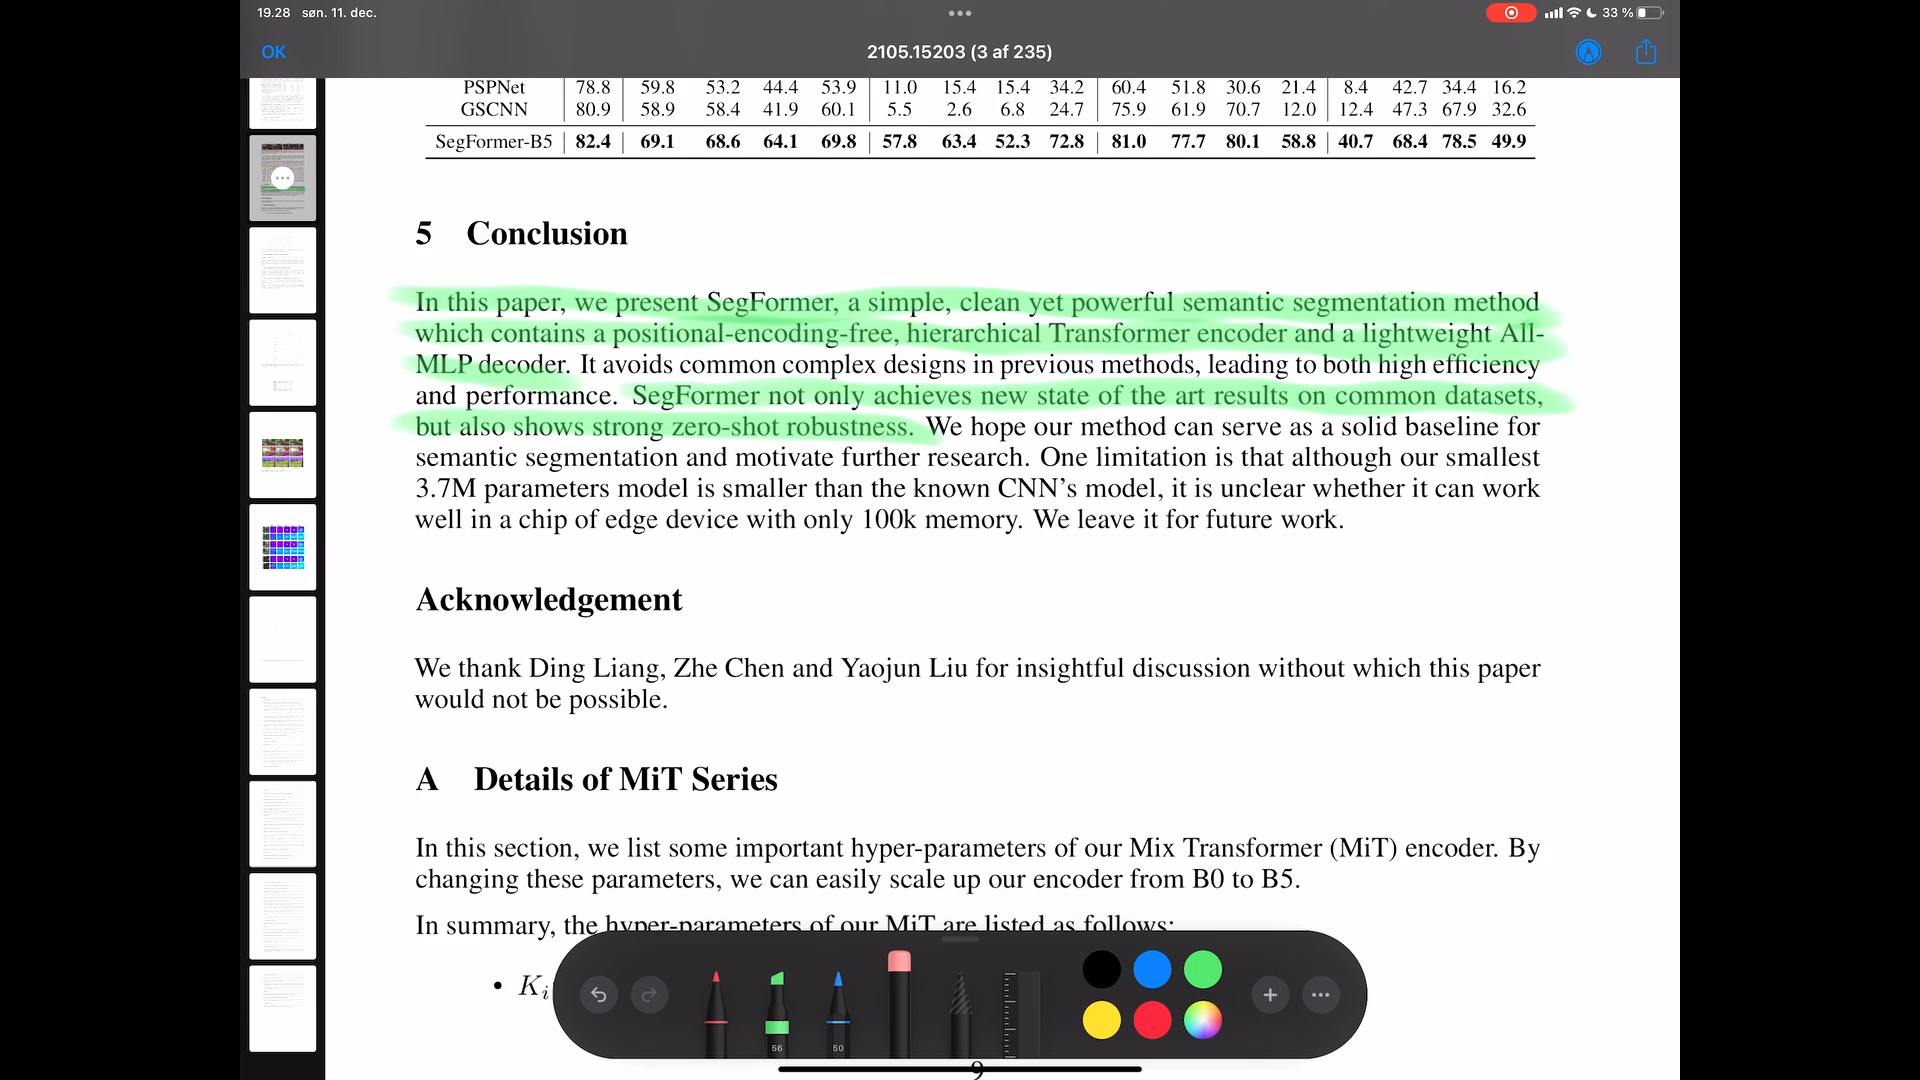 19.28 søn. 11. dec.
33 %
OK
2105.15203 (3 af 235)
PSPNet 78.8 59.8 53.2 44.4 53.9 11.0 15.4 15.4 34.2 60.4 51.8 30.6 21.4 8.4 42.7 34.4 16.2
GSCNN 80.9 58.9 58.4 41.9 60.1 5.5 2.6 6.8 24.7 75.9 61.9 70.7 12.0 12.4 47.3 67.9 32.6
SegFormer-B5 82.4 69.1 68.6 64.1 69.8 57.8 63.4 52.3 72.8 81.0 77.7 80.1 58.8 40.7 68.4 78.5 49.9
5 Conclusion
In this paper, we present SegFormer, a simple, clean yet powerful semantic segmentation method
which contains a positional-encoding-free, hierarchical Transformer encoder and a lightweight All-
MLP decoder. It avoids common complex designs in previous methods, leading to both high efficiency
and performance. SegFormer not only achieves new state of the art results on common datasets,
but also shows strong zero-shot robustness. We hope our method can serve as a solid baseline for
semantic segmentation and motivate further research. One limitation is that although our smallest
3.7M parameters model is smaller than the known CNN's model, it is unclear whether it can work
well in a chip of edge device with only 100k memory. We leave it for future work.
Acknowledgement
We thank Ding Liang, Zhe Chen and Yaojun Liu for insightful discussion without which this paper
would not be possible.
A Details of MiT Series
In this section, we list some important hyper-parameters of our Mix Transformer (MiT) encoder. By
changing these parameters, we can easily scale up our encoder from B0 to B5.
In summary, the hyper-parameters of our MiT are listed as follows:
• Ki
56 50
9